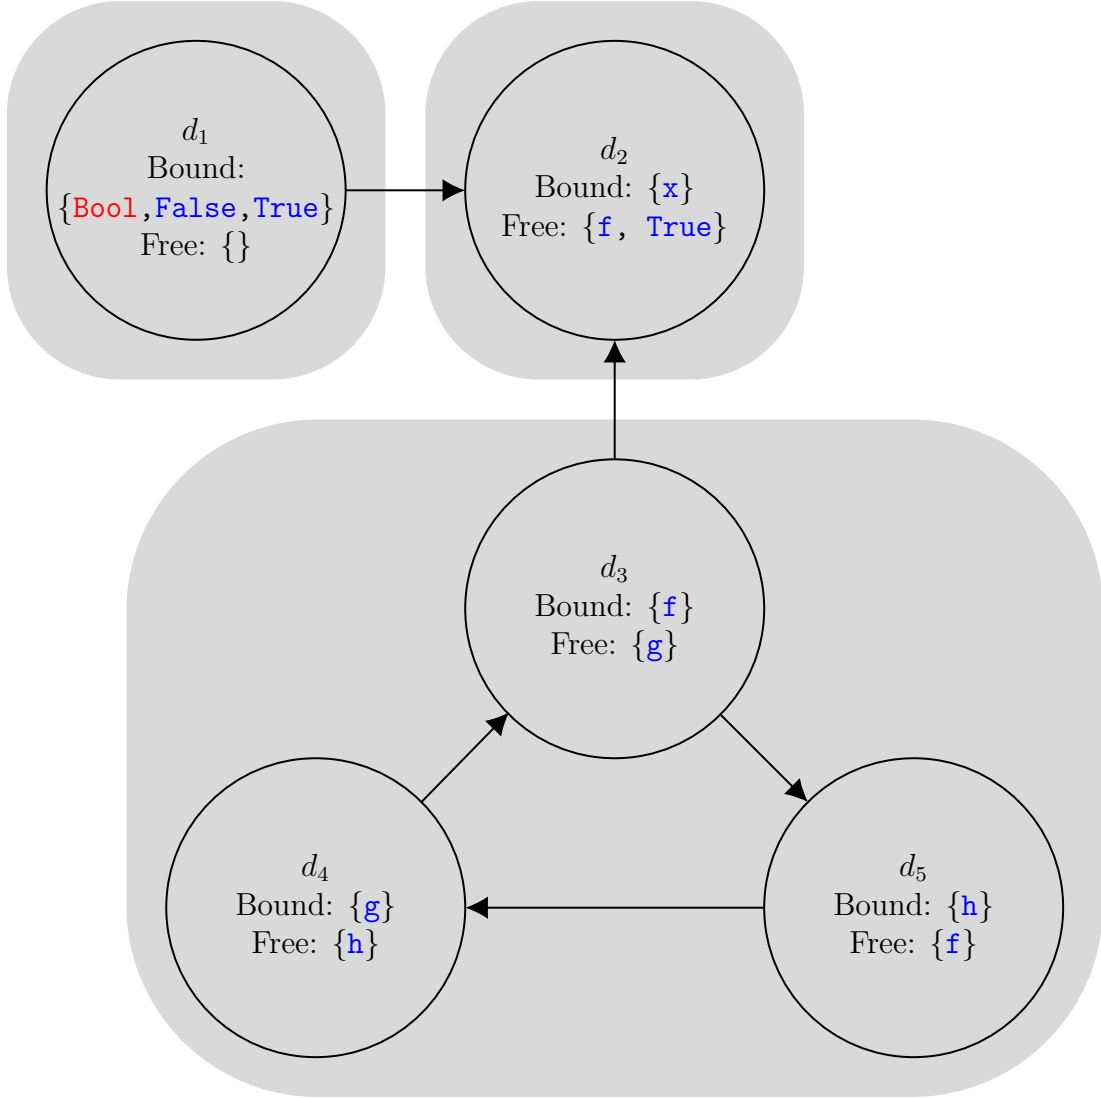 d₁
Bound:
{Bool,False,True}
Free: {}
d₂
Bound: {x}
Free: {f, True}
d₃
Bound: {f}
Free: {g}
d₄
Bound: {g}
Free: {h}
d₅
Bound: {h}
Free: {f}